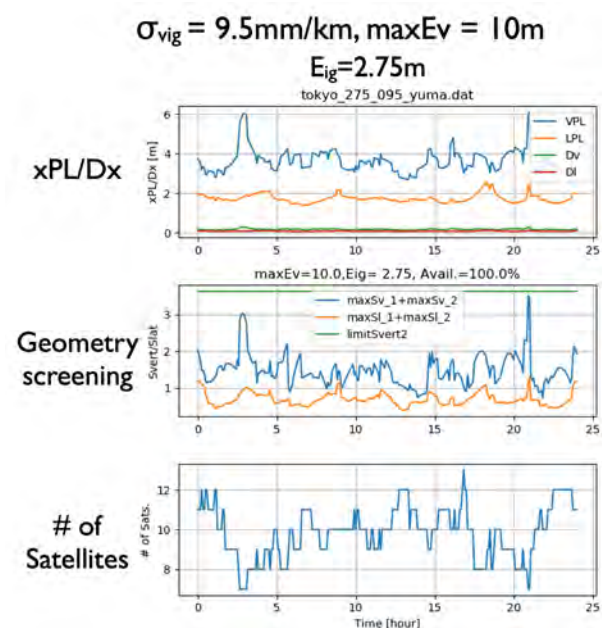 σvig = 9.5mm/km, maxEv = 10m
Eig=2.75m
tokyo_275_095_yuma.dat
xPL/Dx
xPL/Dx [m]
6
4
2
0
VPL
LPL
Dv
Dl
0
5
10
15
20
25
maxEv=10.0,Eig= 2.75, Avail.=100.0%
Geometry
screening
Svert/Slat
3
2
1
maxSv_1+maxSv_2
maxSl_1+maxSl_2
limitSvert2
0
5
10
15
20
25
# of
Satellites
# of Sats.
12
10
8
0
5
10
15
20
25
Time [hour]